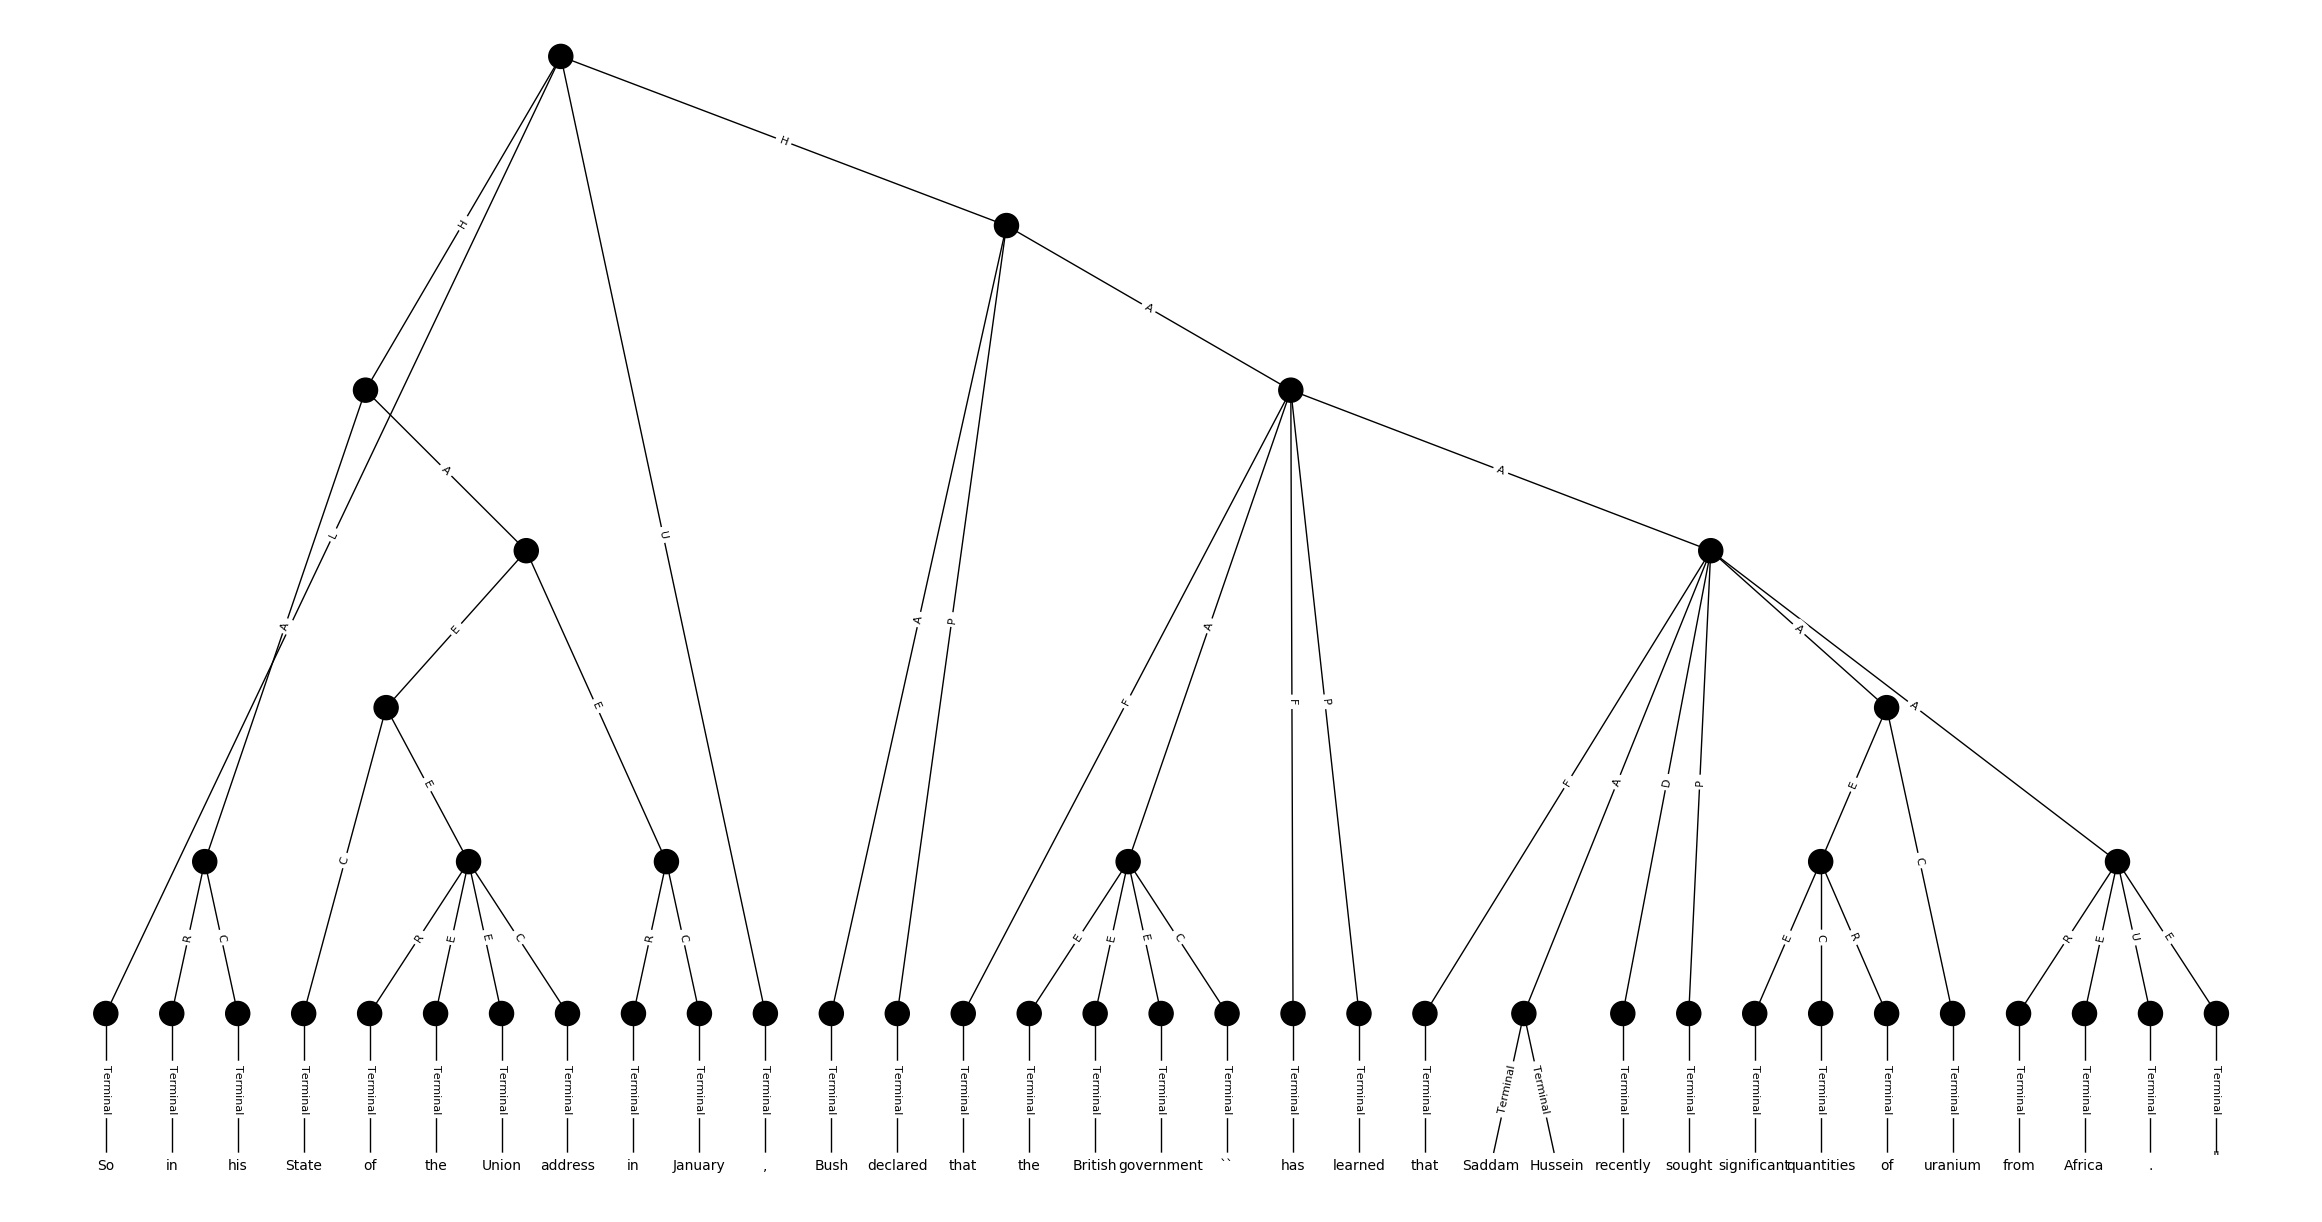 H
H
A
A
L
U
A
E
A
P
A
E
F
A
F
P
A
A
E
C
F
A
D
P
E
C
R
C
R
E
E
C
R
C
E
E
E
C
E
C
R
R
E
U
E
Terminal Terminal Terminal Terminal Terminal Terminal Terminal Terminal Terminal Terminal Terminal Terminal Terminal Terminal Terminal Terminal Terminal Terminal Terminal Terminal Terminal Terminal Terminal Terminal Terminal Terminal Terminal Terminal Terminal Terminal Terminal Terminal Terminal
So in his State of the Union address in January , Bush declared that the British government `` has learned that Saddam Hussein recently sought significant quantities of uranium from Africa . "